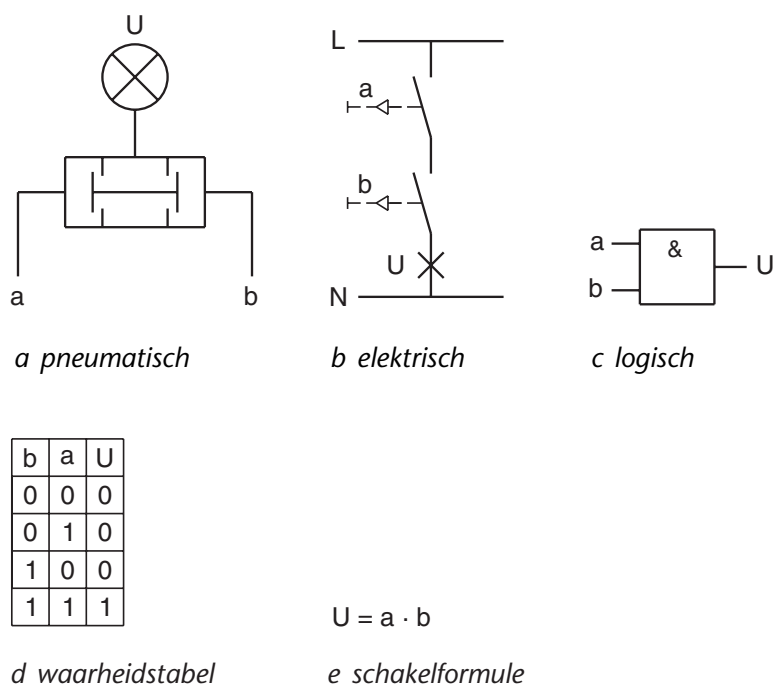 U
a
b
a pneumatisch
L
a
b
U
N
b elektrisch
a
b
&
U
c logisch
b a U
0 0 0
0 1 0
1 0 0
1 1 1
d waarheidstabel
U = a · b
e schakelformule